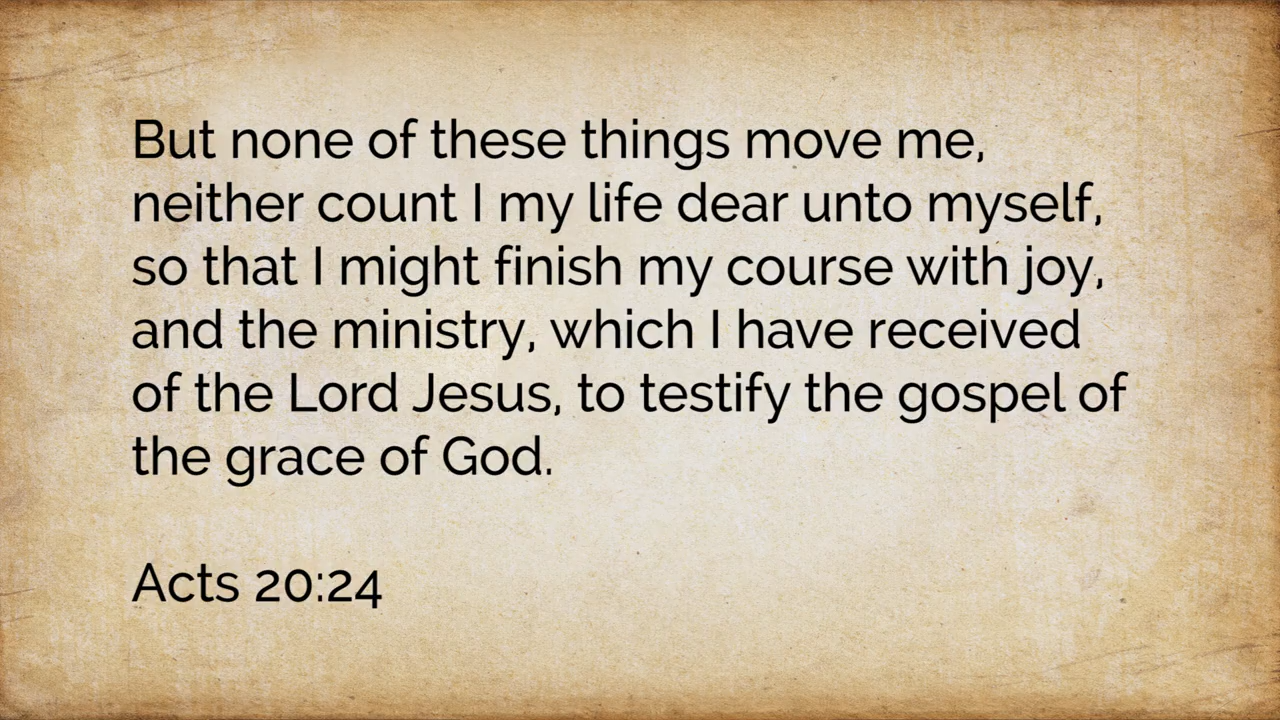 But none of these things move me,
neither count I my life dear unto myself,
so that I might finish my course with joy,
and the ministry, which I have received
of the Lord Jesus, to testify the gospel of
the grace of God.
Acts 20:24